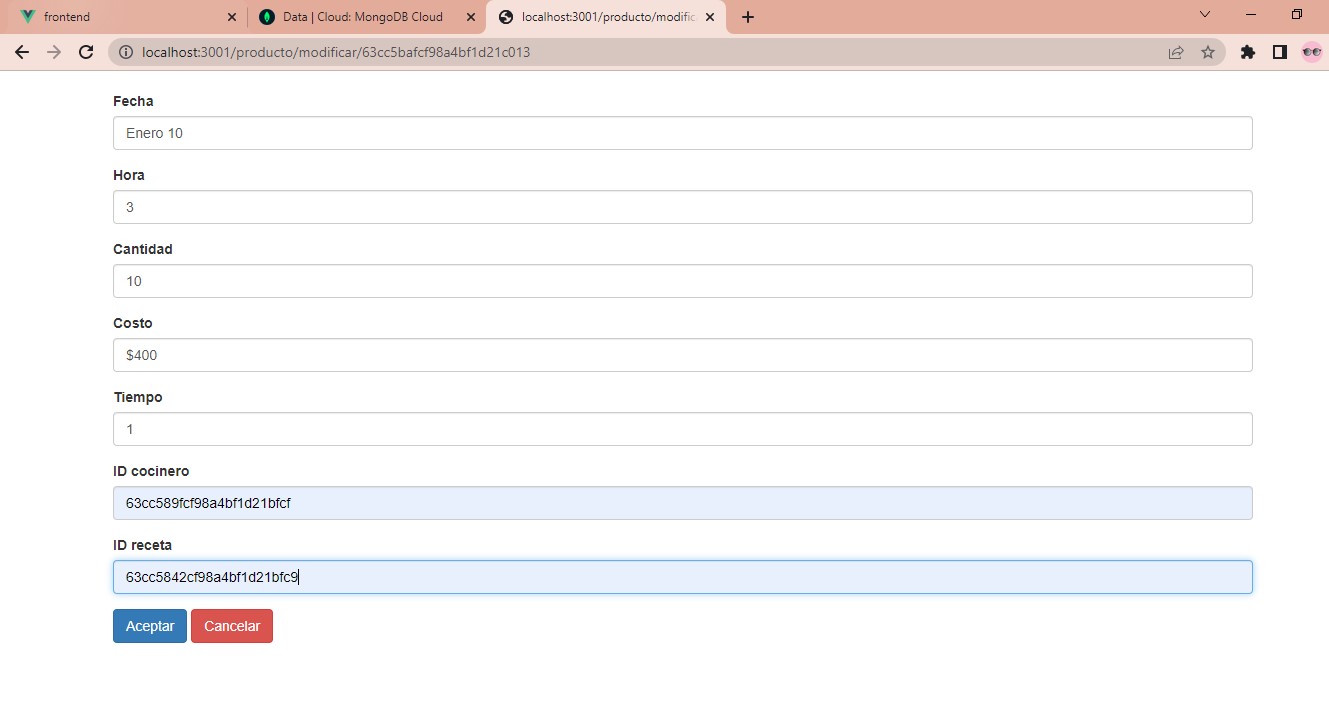 frontend
Data | Cloud: MongoDB Cloud
localhost:3001/producto/modific
localhost:3001/producto/modificar/63cc5bafcf98a4bf1d21c013
Fecha
Enero 10
Hora
3
Cantidad
10
Costo
$400
Tiempo
1
ID cocinero
63cc589fcf98a4bf1d21bfcf
ID receta
63cc5842cf98a4bf1d21bfc9
Aceptar Cancelar